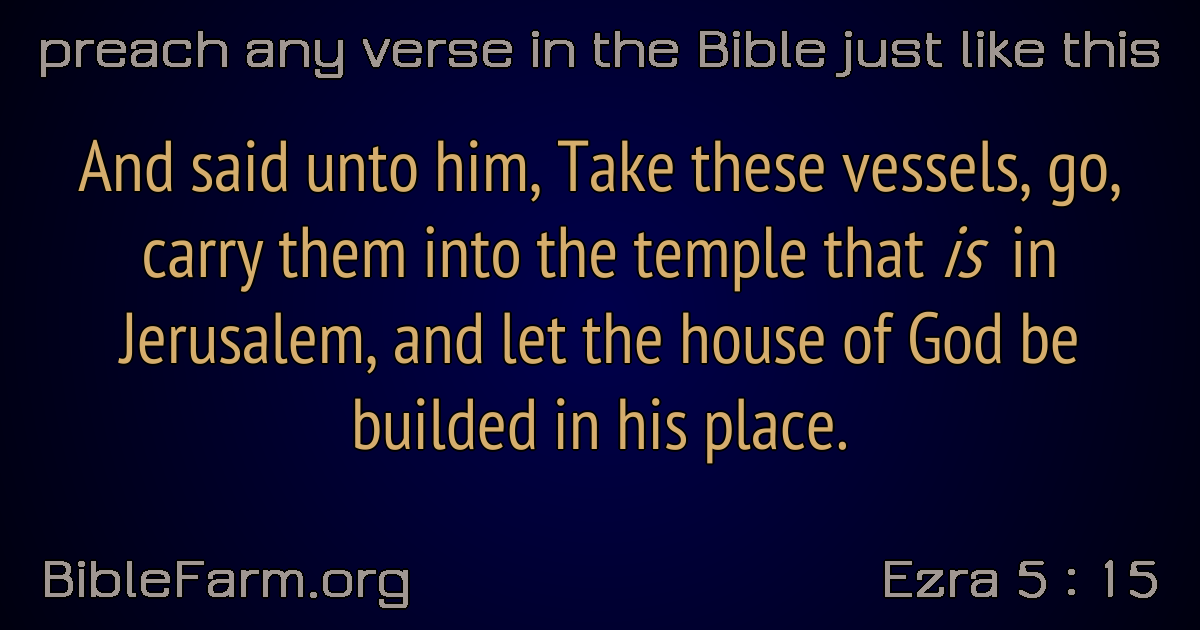 preach any verse in the Bible just like this
And said unto him, Take these vessels, go,
carry them into the temple that is in
Jerusalem, and let the house of God be
builded in his place.
BibleFarm.org
Ezra 5 : 15